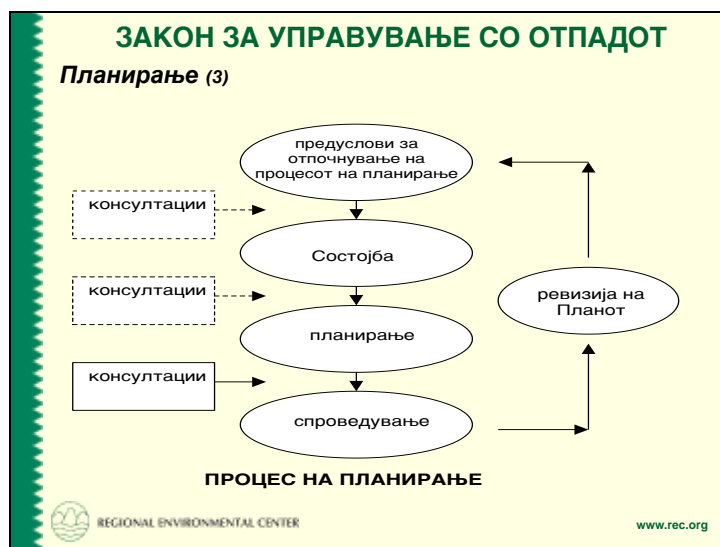 ЗАКОН ЗА УПРАВУВАЊЕ СО ОТПАДОТ
Планирање (3)
предуслови за
отпочнување на
процесот на планирање
консултации
Состојба
консултации
ревизија на
Планот
планирање
консултации
спроведување
ПРОЦЕС НА ПЛАНИРАЊЕ
REGIONAL ENVIRONMENTAL CENTER
www.rec.org